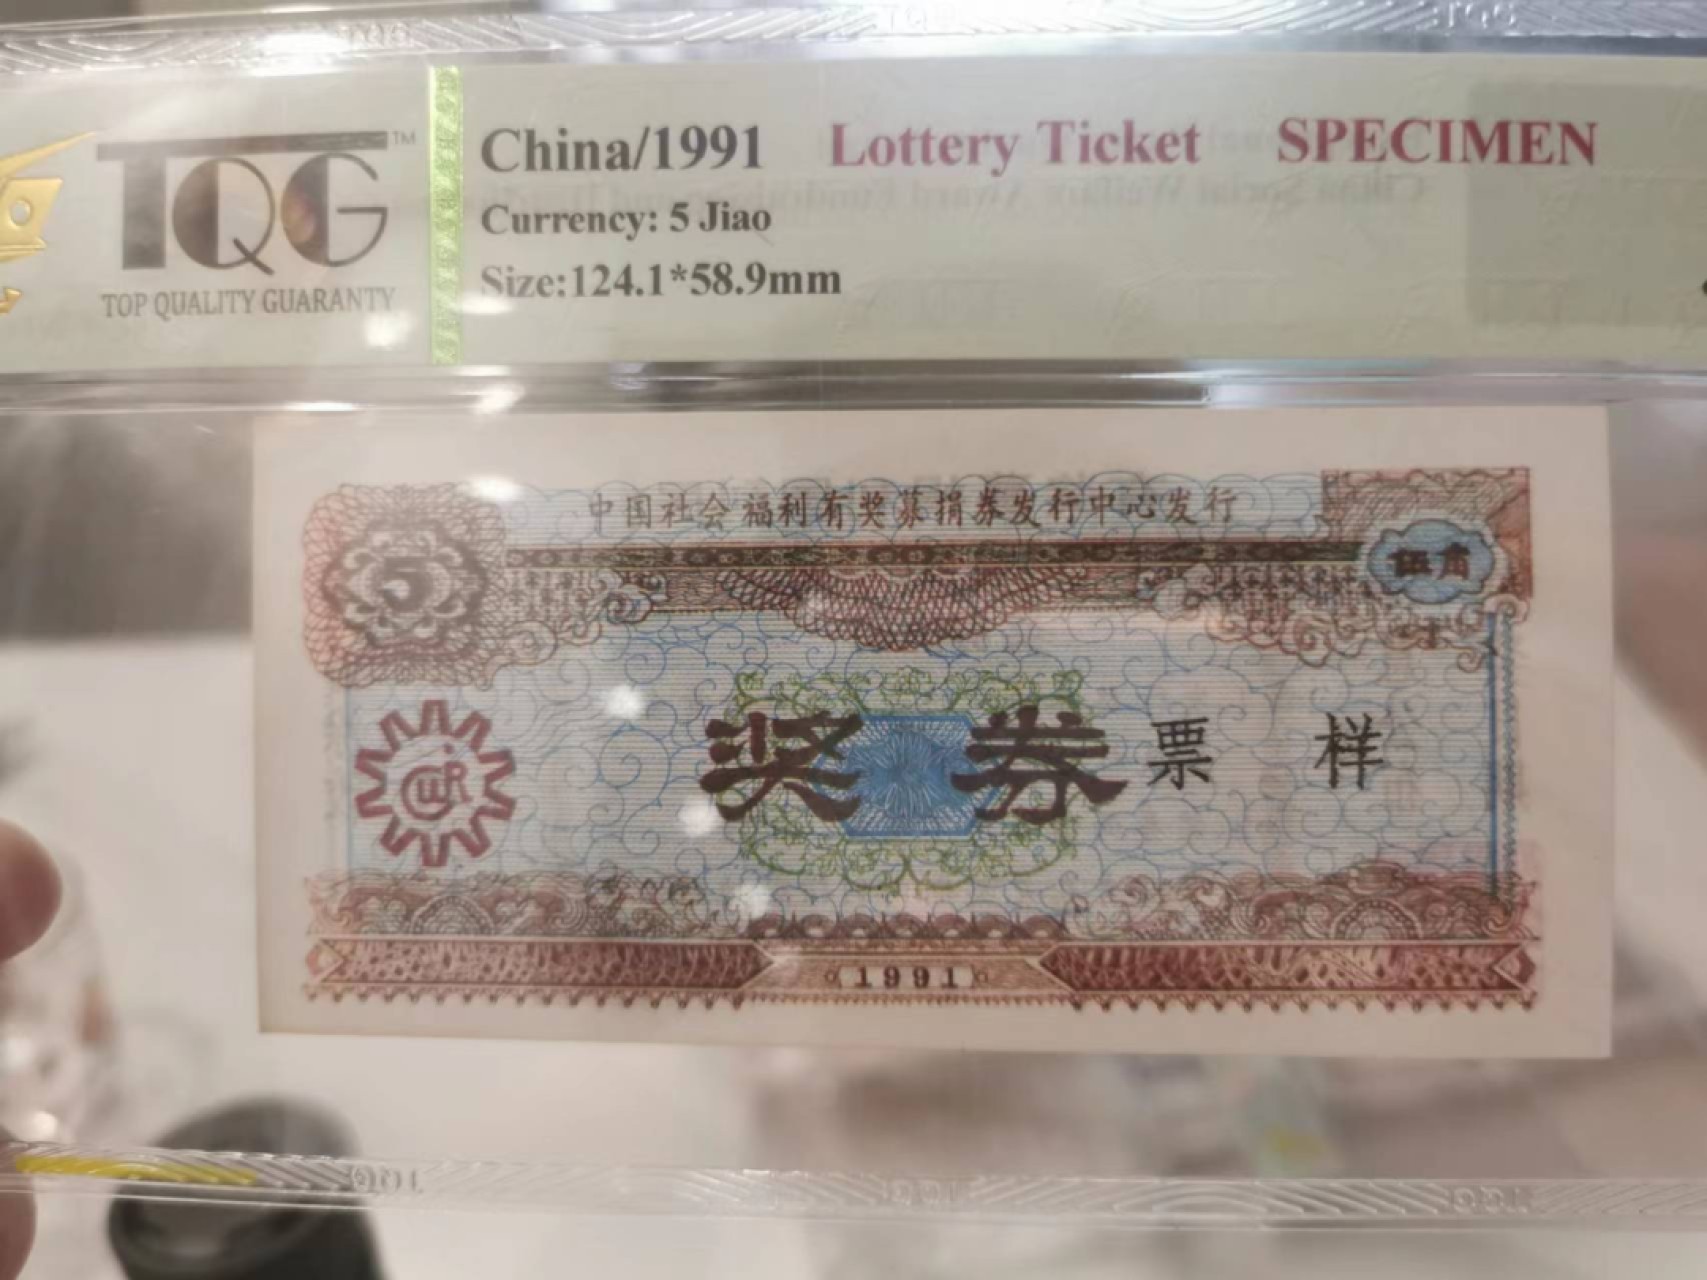 TQG™
TOP QUALITY GUARANTY
China/1991 Lottery Ticket SPECIMEN
Currency: 5 Jiao
Size:124.1*58.9mm
中国社会福利有奖募捐券发行中心发行
5
伍角
奖券票样
1991